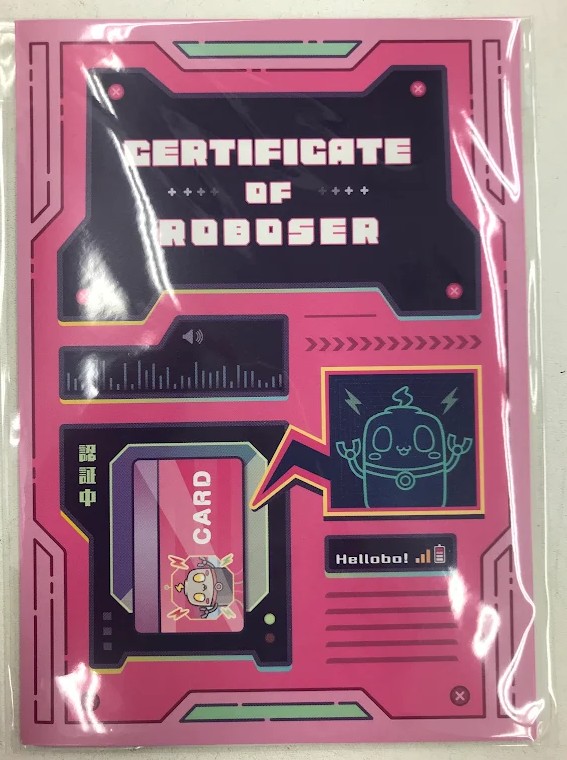 CERTIFICATE
OF
ROBOSER
認証中
CARD
Hellobo!